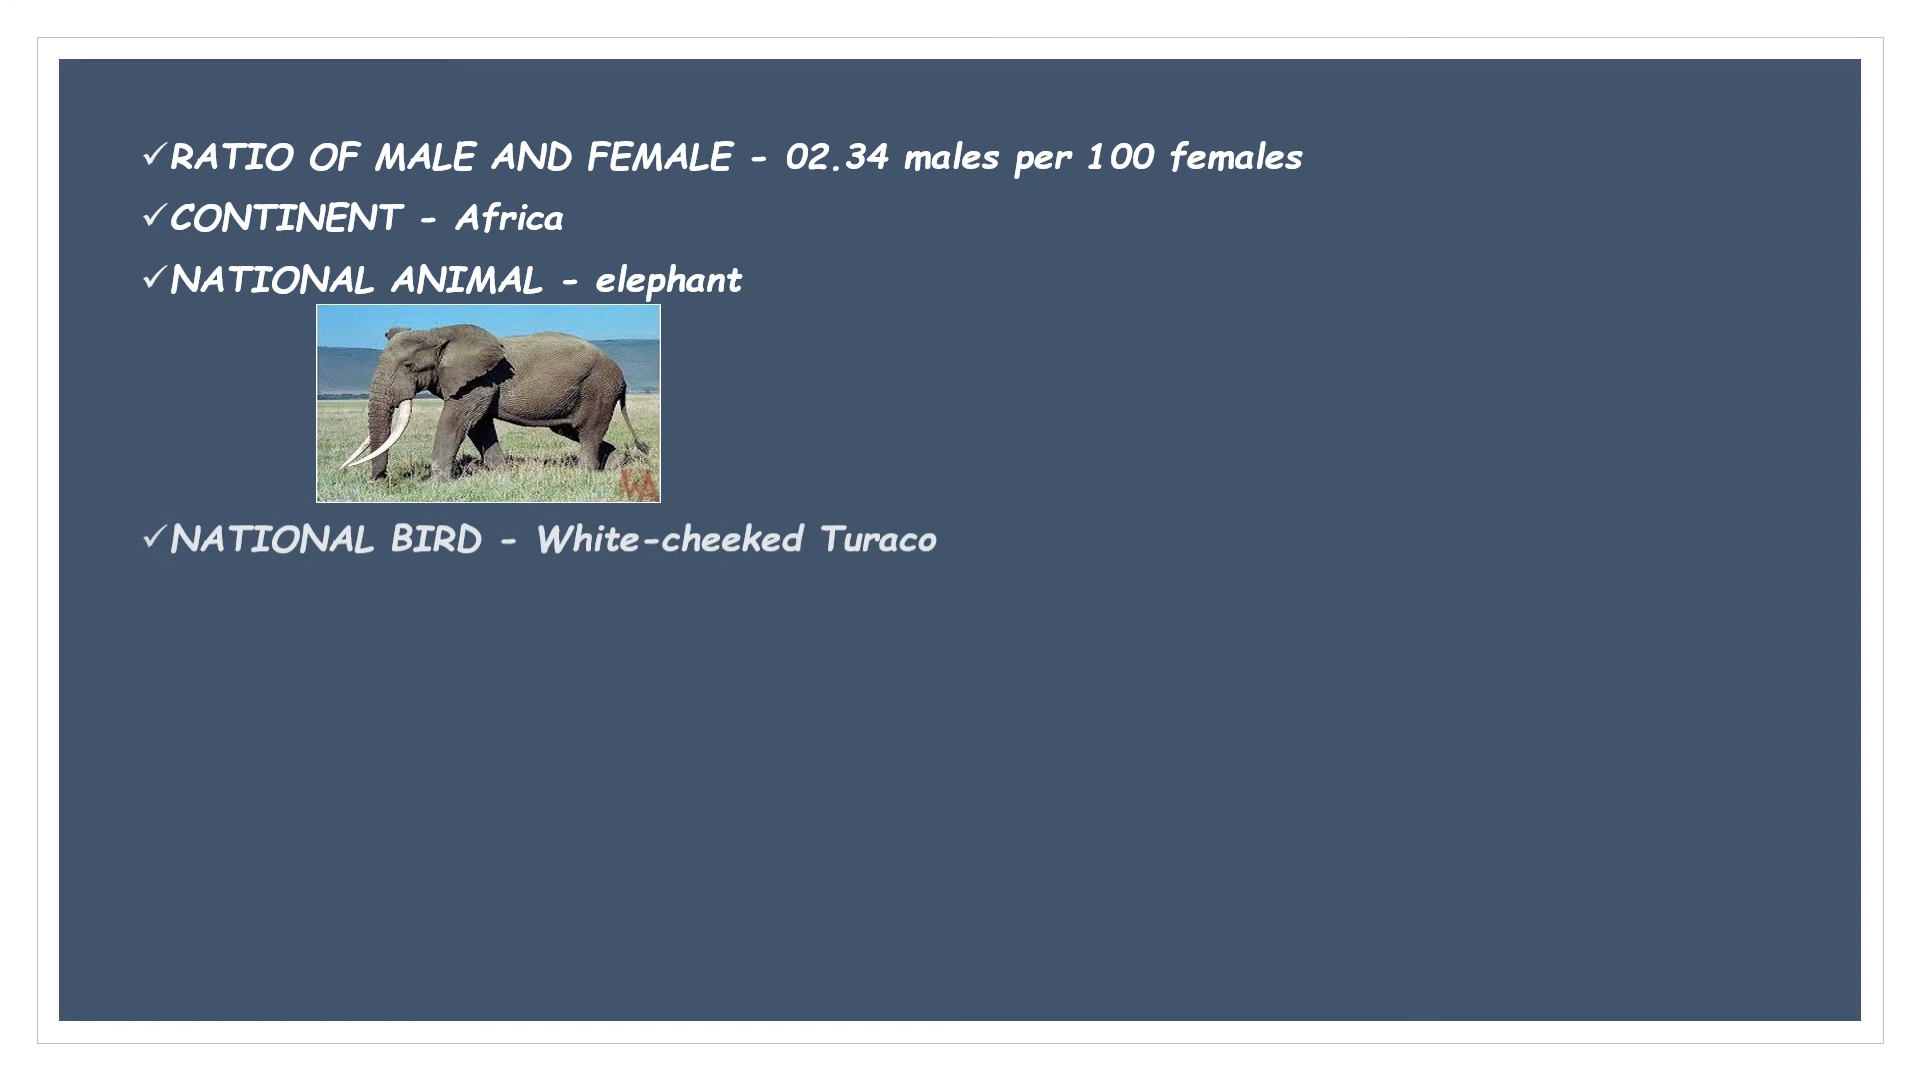 ✓RATIO OF MALE AND FEMALE - 02.34 males per 100 females
✓CONTINENT - Africa
✓NATIONAL ANIMAL - elephant
WA
✓NATIONAL BIRD - White-cheeked Turaco